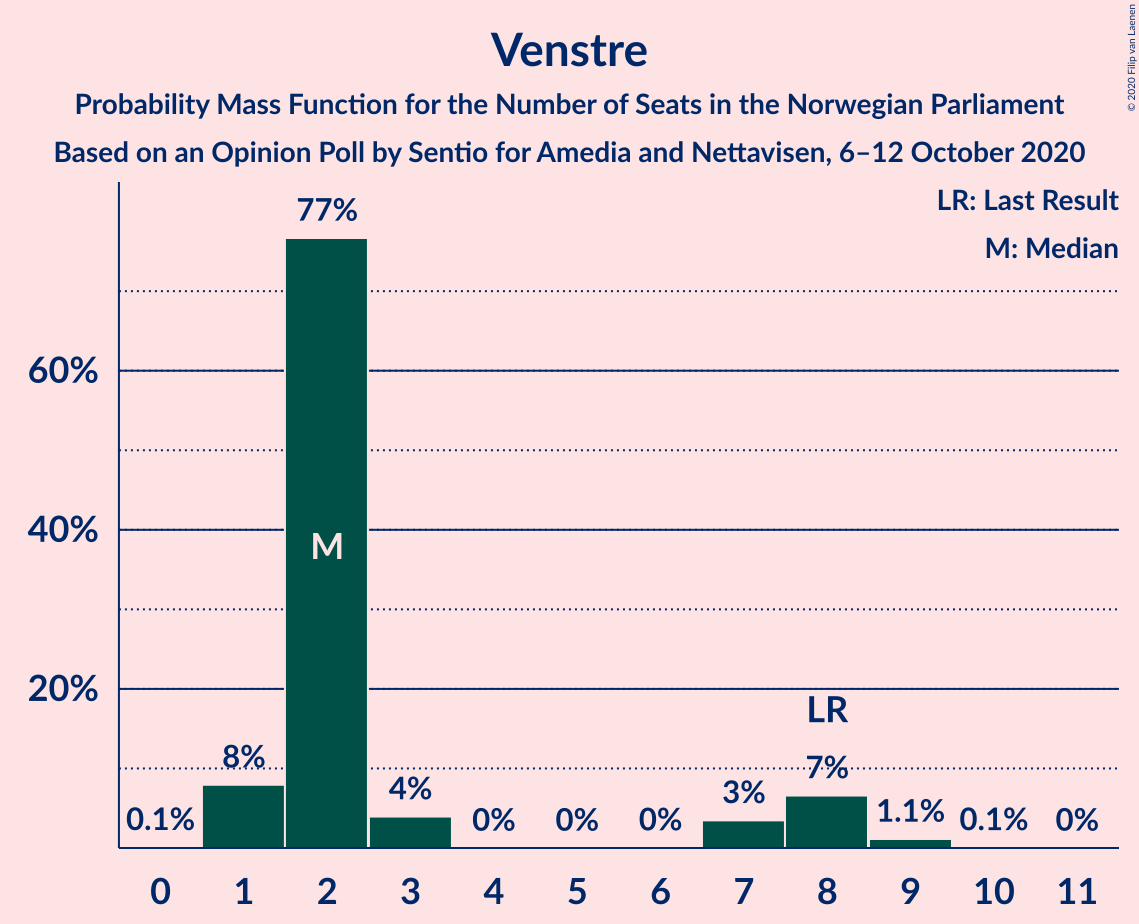 © 2020 Filip van Laenen
Venstre
Probability Mass Function for the Number of Seats in the Norwegian Parliament
Based on an Opinion Poll by Sentio for Amedia and Nettavisen, 6–12 October 2020
LR: Last Result
M: Median
77%
60%
40%
M
20%
LR
8%
7%
4%
3%
0.1%
0%
0%
0%
1.1%
0.1%
0%
0 1 2 3 4 5 6 7 8 9 10 11